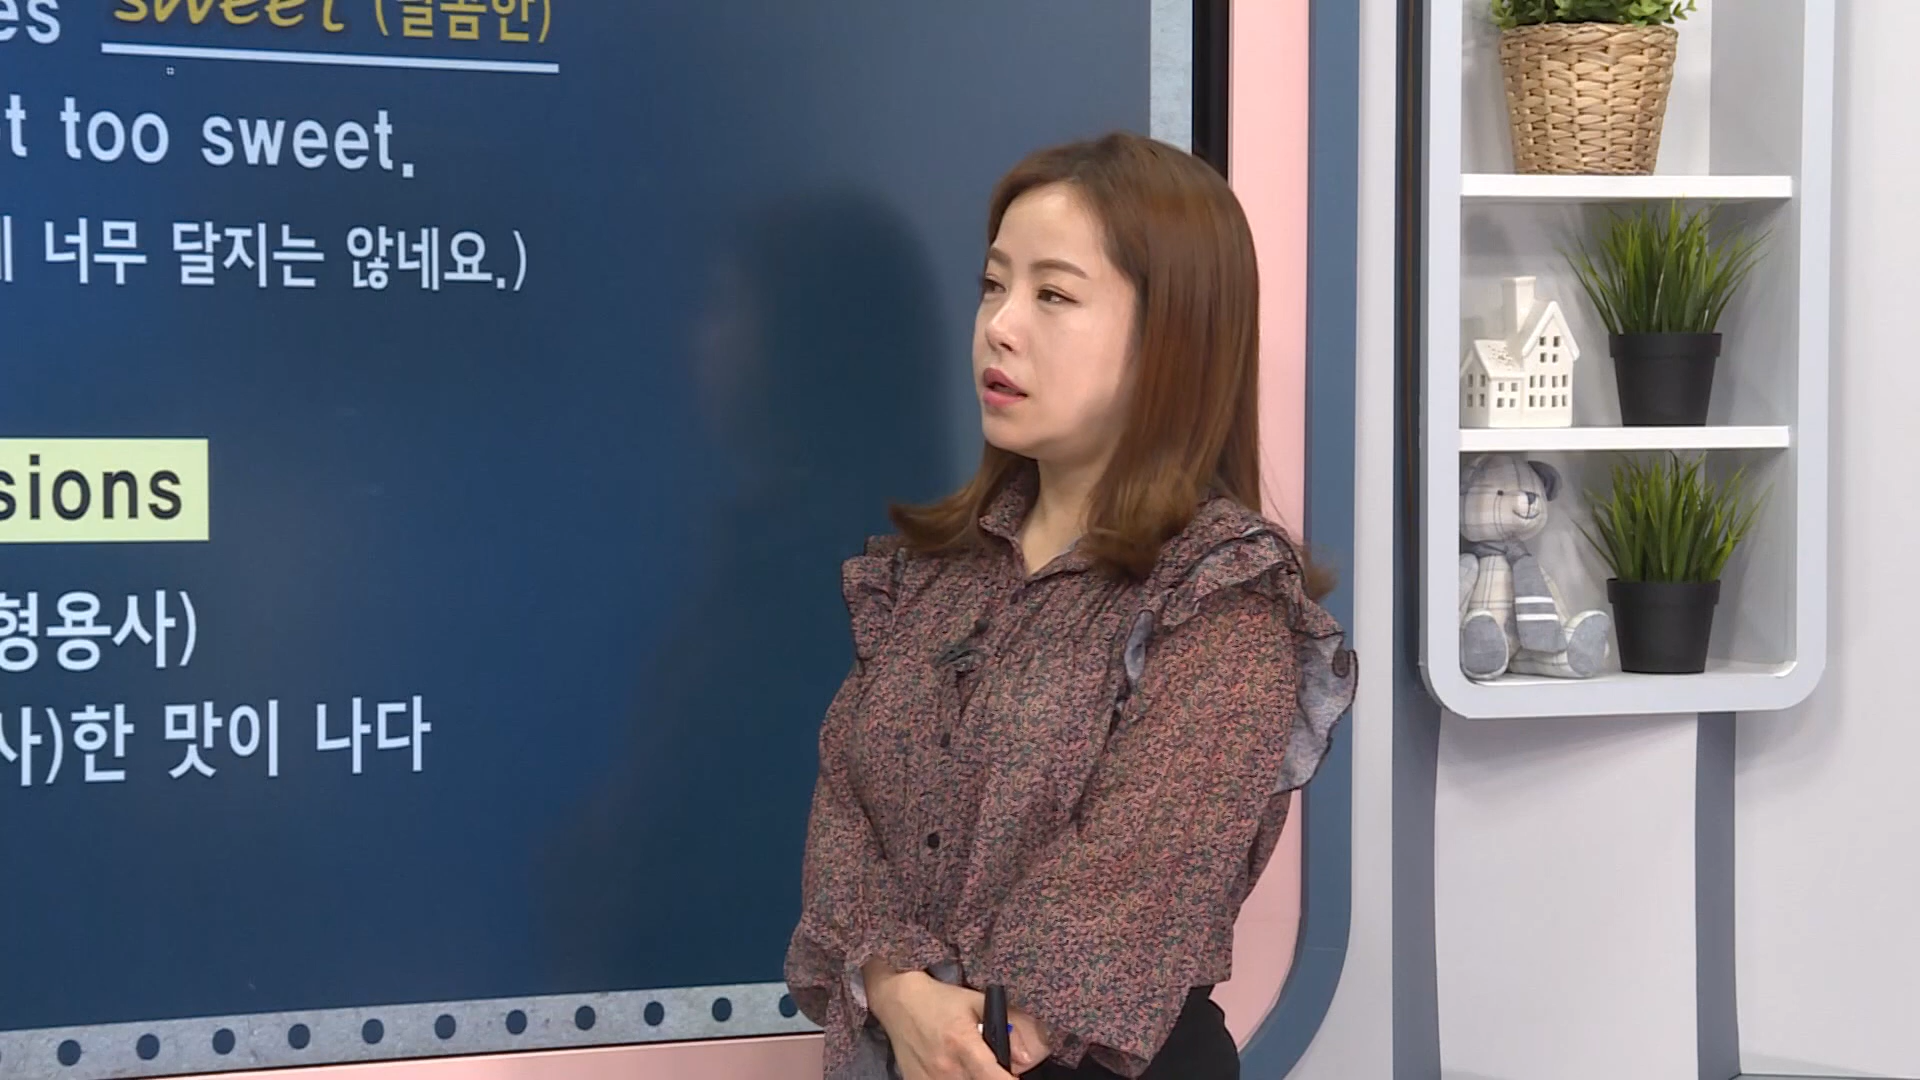 es sweet (달콤한)
t too sweet.
너무 달지는 않네요.)
sions
형용사)
사)한 맛이 나다